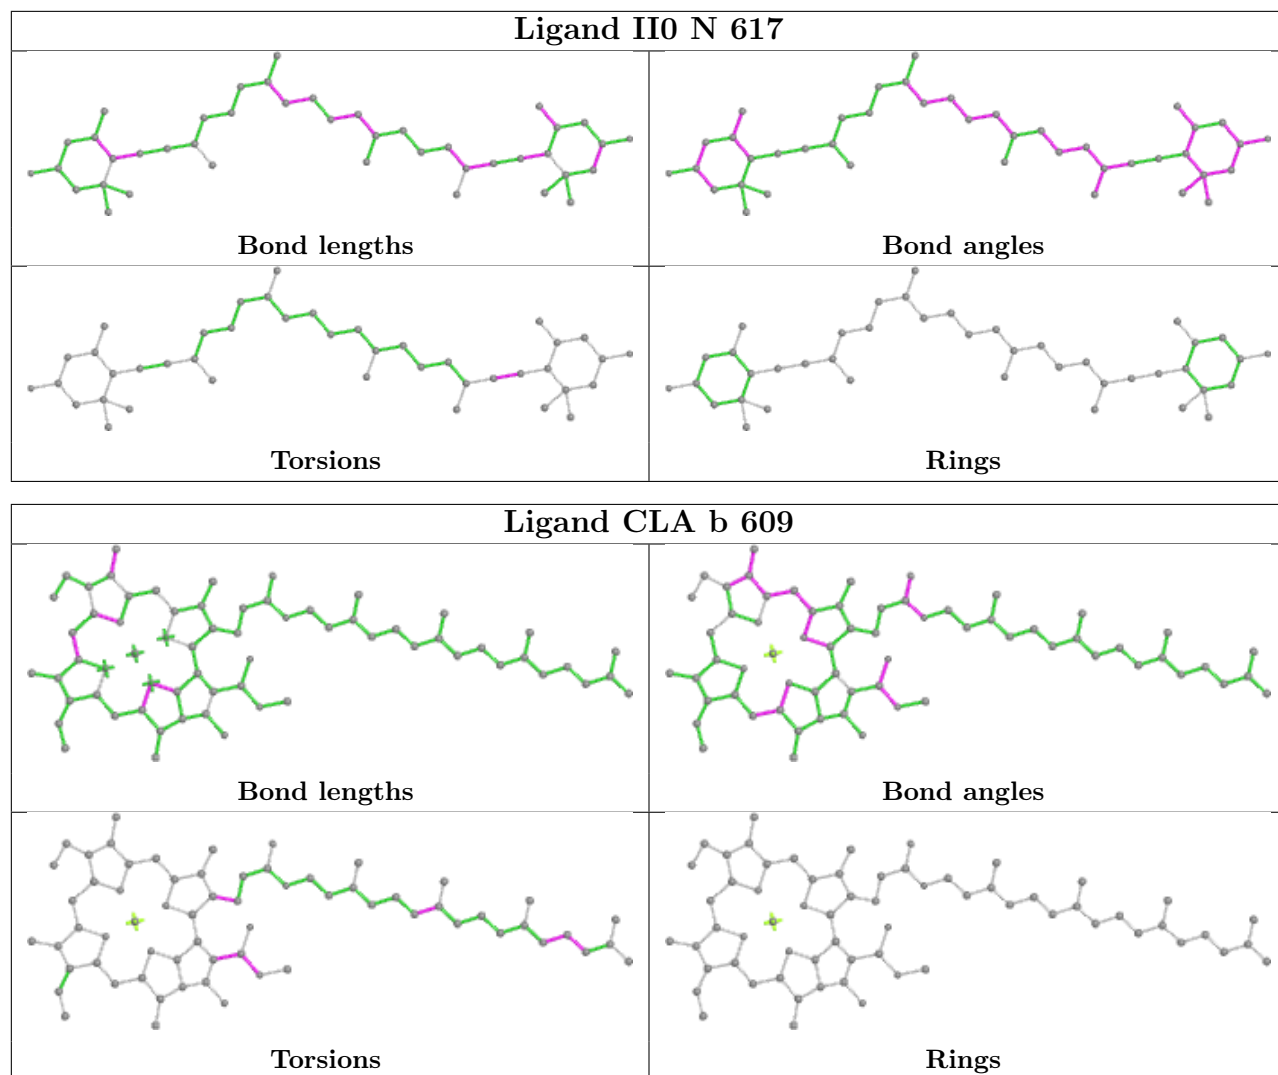 Ligand II0 N 617
Bond lengths
Bond angles
Torsions
Rings
Ligand CLA b 609
Bond lengths
Bond angles
Torsions
Rings